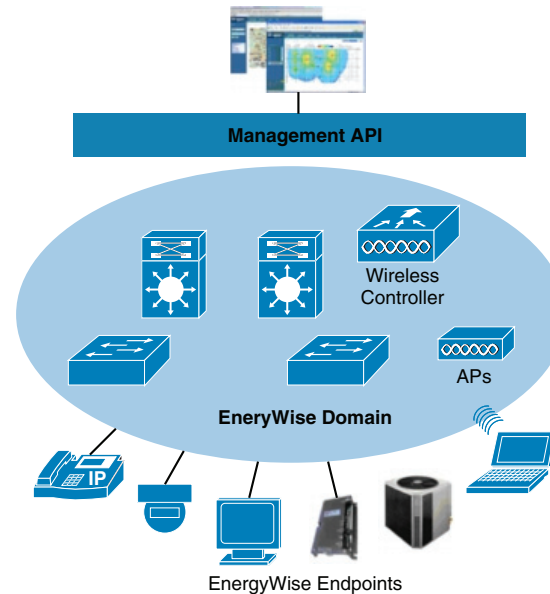 Management API
Wireless
Controller
APs
EneryWise Domain
IP
EnergyWise Endpoints